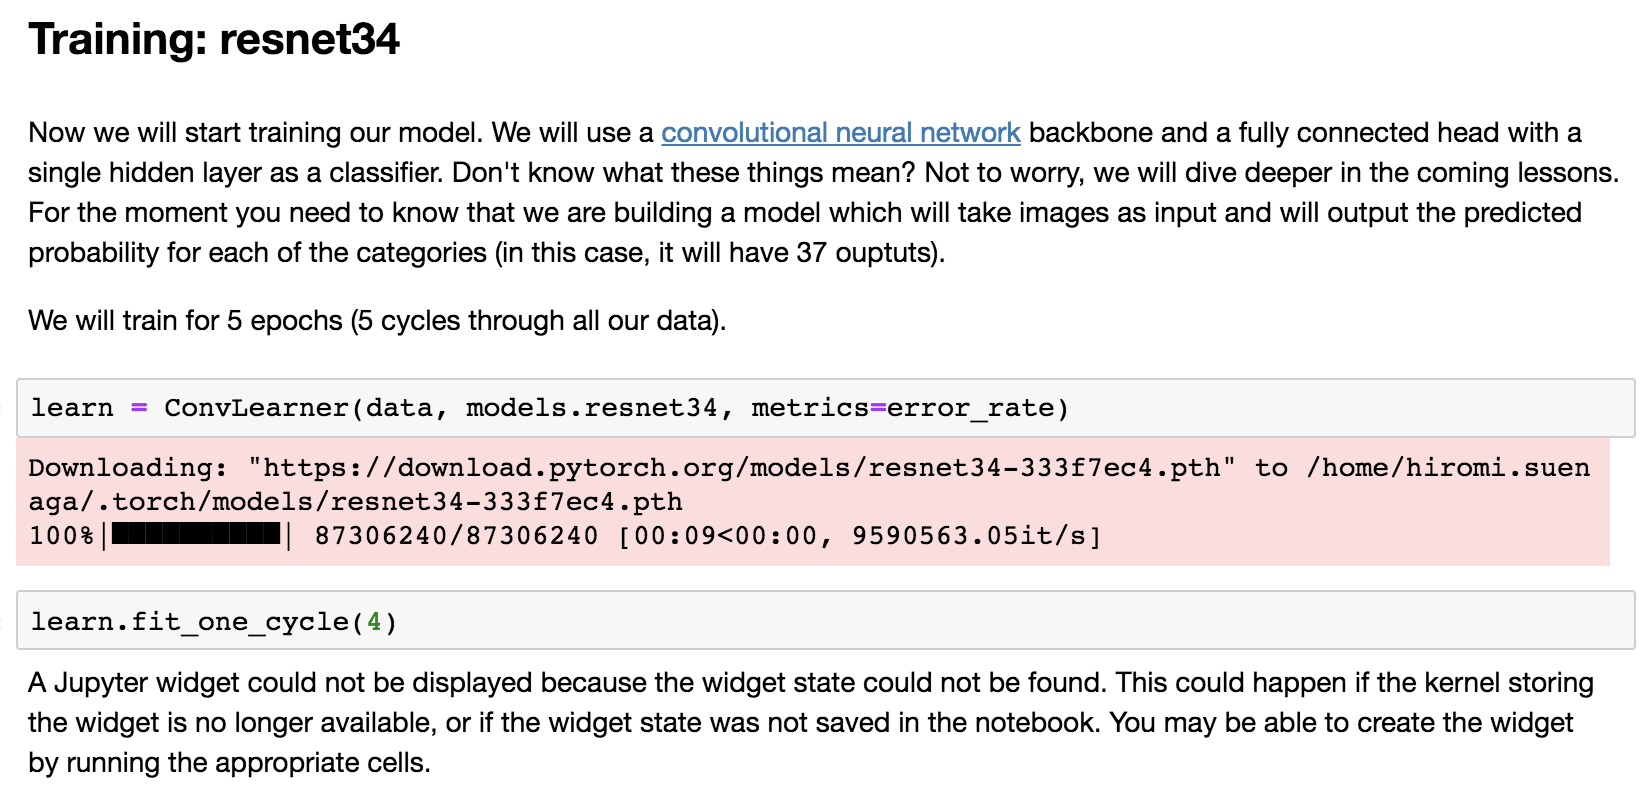 Training: resnet34
Now we will start training our model. We will use a convolutional neural network backbone and a fully connected head with a
single hidden layer as a classifier. Don't know what these things mean? Not to worry, we will dive deeper in the coming lessons.
For the moment you need to know that we are building a model which will take images as input and will output the predicted
probability for each of the categories (in this case, it will have 37 ouptuts).
We will train for 5 epochs (5 cycles through all our data).
learn = ConvLearner(data, models.resnet34, metrics=error_rate)
Downloading: "https://download.pytorch.org/models/resnet34-333f7ec4.pth" to /home/hiromi.suen
aga/.torch/models/resnet34-333f7ec4.pth
100%|██████████| 87306240/87306240 [00:09<00:00, 9590563.05it/s]
learn.fit_one_cycle(4)
A Jupyter widget could not be displayed because the widget state could not be found. This could happen if the kernel storing
the widget is no longer available, or if the widget state was not saved in the notebook. You may be able to create the widget
by running the appropriate cells.